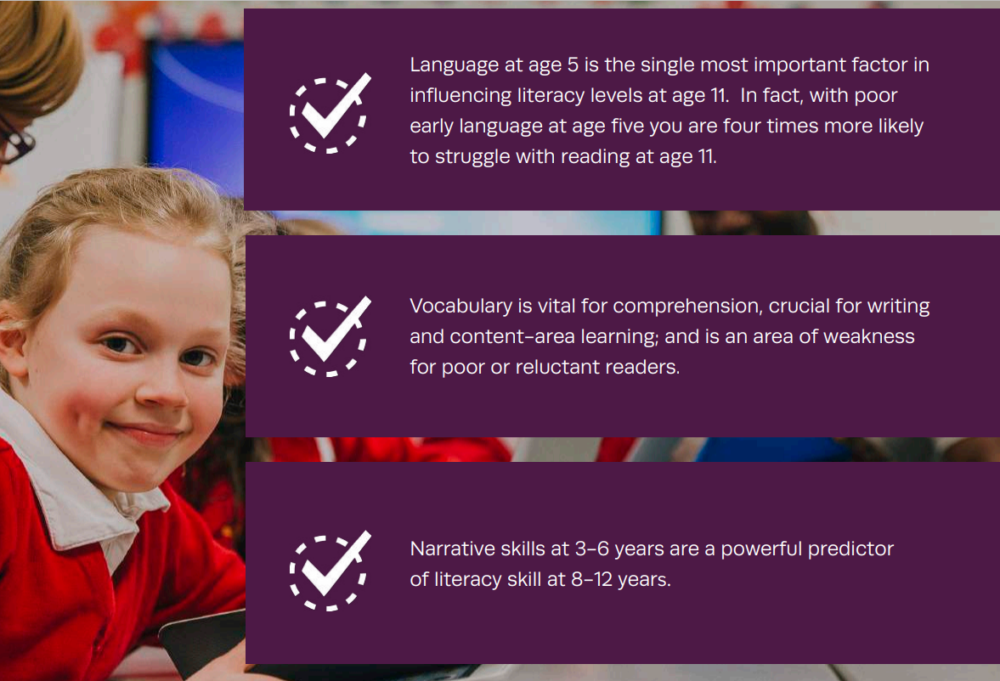 Language at age 5 is the single most important factor in
influencing literacy levels at age 11.  In fact, with poor
early language at age five you are four times more likely
to struggle with reading at age 11.
Vocabulary is vital for comprehension, crucial for writing
and content-area learning; and is an area of weakness
for poor or reluctant readers.
Narrative skills at 3-6 years are a powerful predictor
of literacy skill at 8-12 years.